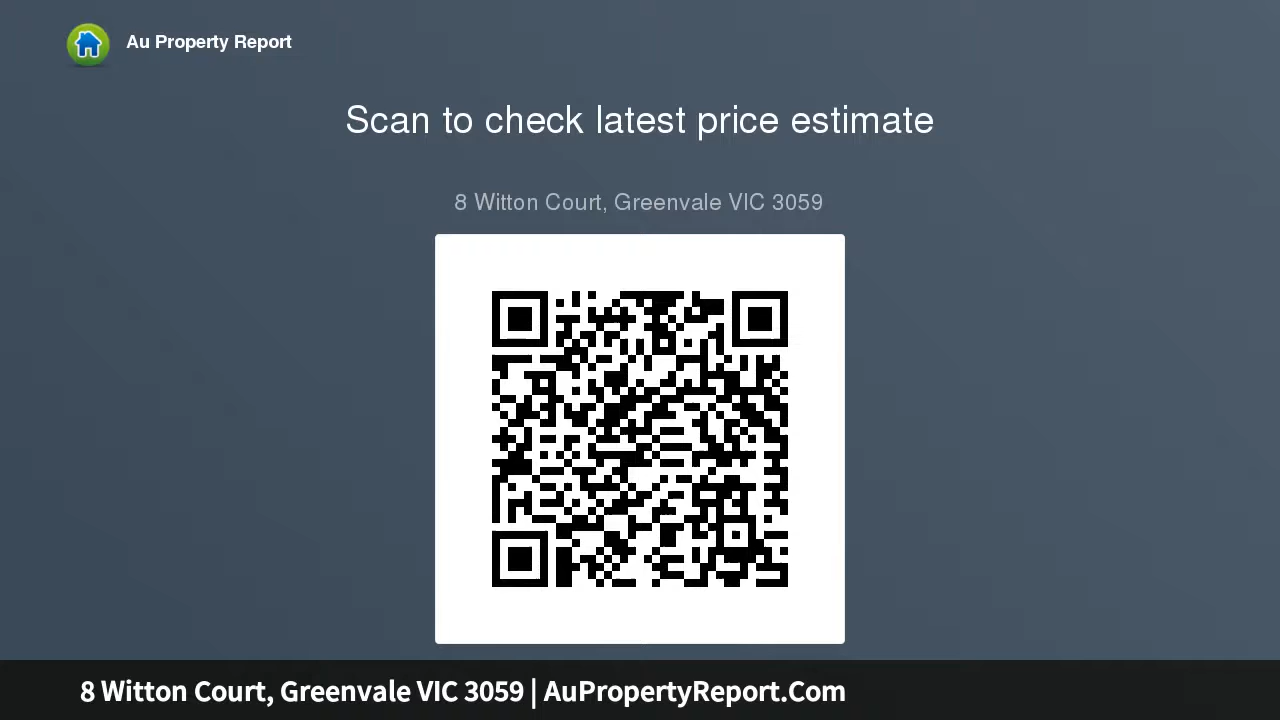 Au Property Report
Scan to check latest price estimate
8 Witton Court, Greenvale VIC 3059
8 Witton Court, Greenvale VIC 3059 | AuPropertyReport.Com